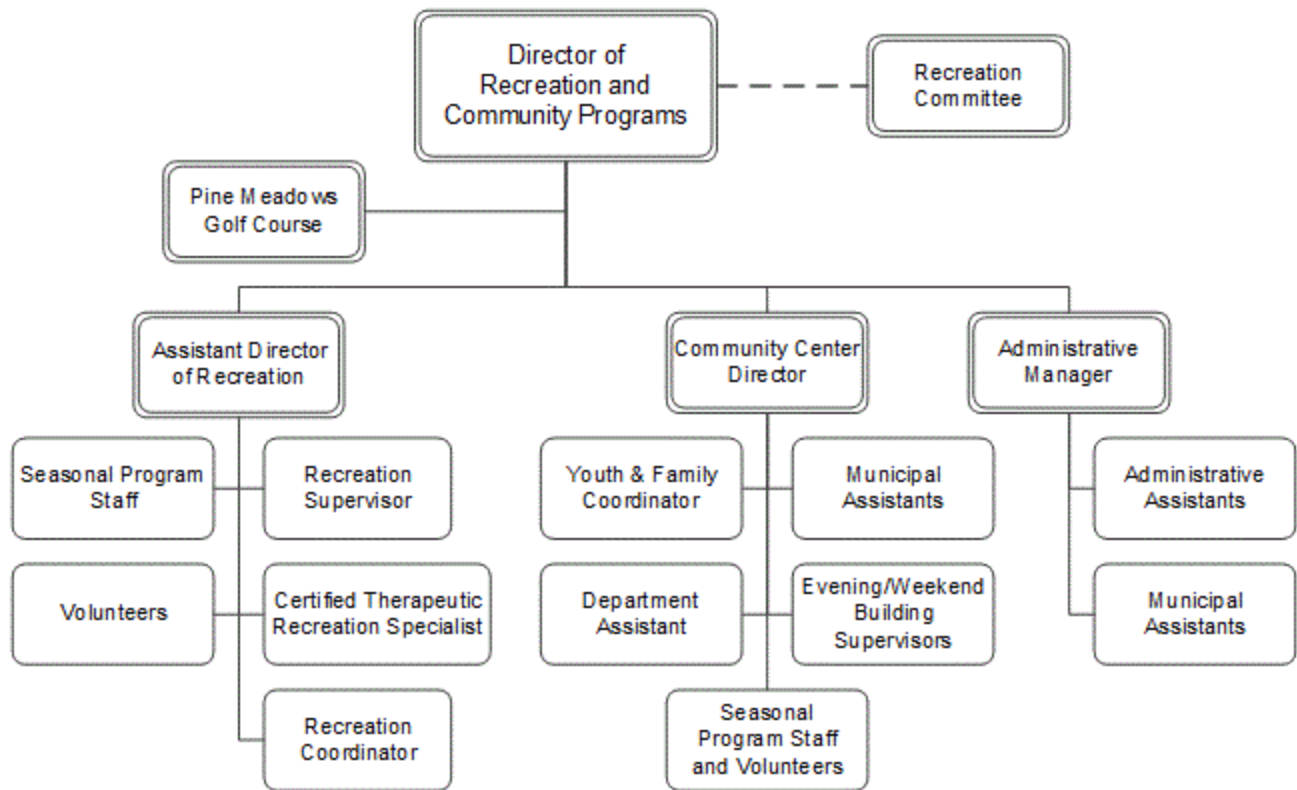 Director of
Recreation and
Community Programs
Recreation
Committee
Pine Meadows
Golf Course
Assistant Director
of Recreation
Community Center
Director
Administrative
Manager
Seasonal Program
Staff
Recreation
Supervisor
Youth & Family
Coordinator
Municipal
Assistants
Administrative
Assistants
Volunteers
Certified Therapeutic
Recreation Specialist
Department
Assistant
Evening/Weekend
Building
Supervisors
Municipal
Assistants
Recreation
Coordinator
Seasonal
Program Staff
and Volunteers